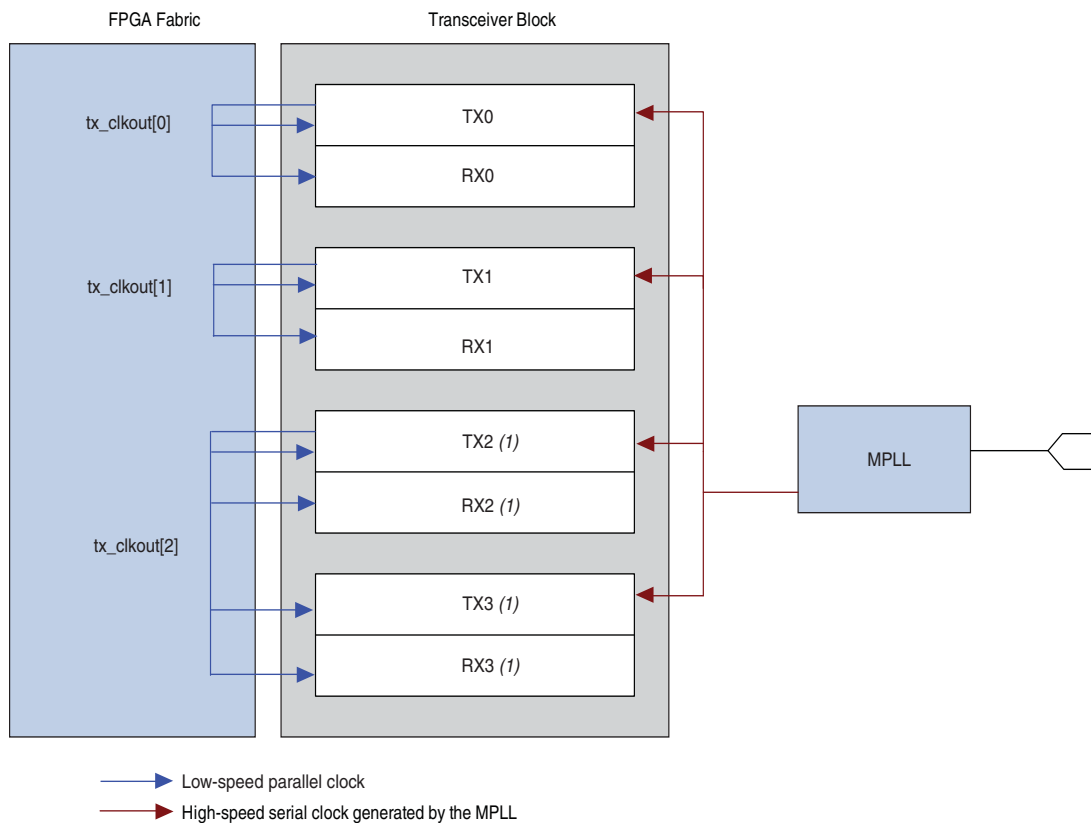 FPGA Fabric
Transceiver Block
tx_clkout[0]
TX0
RX0
tx_clkout[1]
TX1
RX1
TX2 (1)
MPLL
RX2 (1)
tx_clkout[2]
TX3 (1)
RX3 (1)
Low-speed parallel clock
High-speed serial clock generated by the MPLL